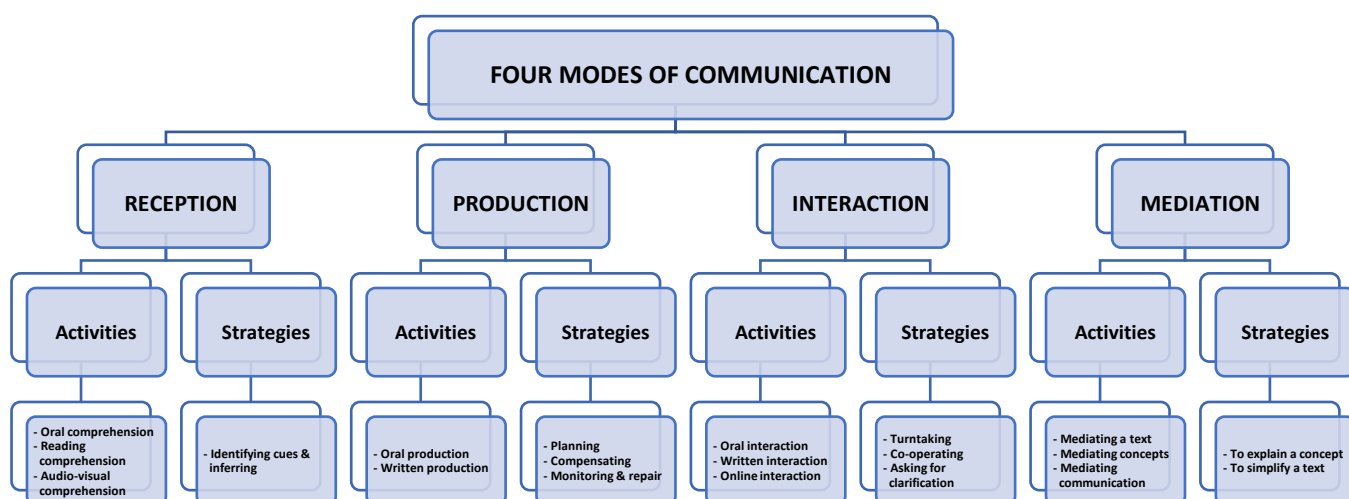 FOUR MODES OF COMMUNICATION
RECEPTION
PRODUCTION
INTERACTION
MEDIATION
Activities
Strategies
Activities
Strategies
Activities
Strategies
Activities
Strategies
- Oral comprehension
- Reading
comprehension
- Audio-visual
comprehension
- Identifying cues &
inferring
- Oral production
- Written production
- Planning
- Compensating
- Monitoring & repair
- Oral interaction
- Written interaction
- Online interaction
- Turntaking
- Co-operating
- Asking for
clarification
- Mediating a text
- Mediating concepts
- Mediating
communication
- To explain a concept
- To simplify a text